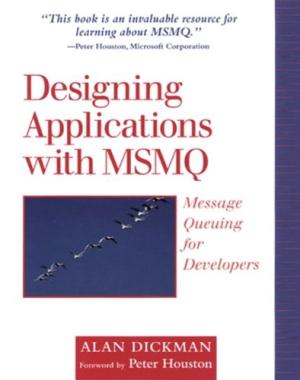 "This book is an invaluable resource for
learning about MSMQ."
—Peter Houston, Microsoft Corporation
Designing
Applications
with MSMQ
Message
Queuing for
Developers
ALAN DICKMAN
Foreword by Peter Houston